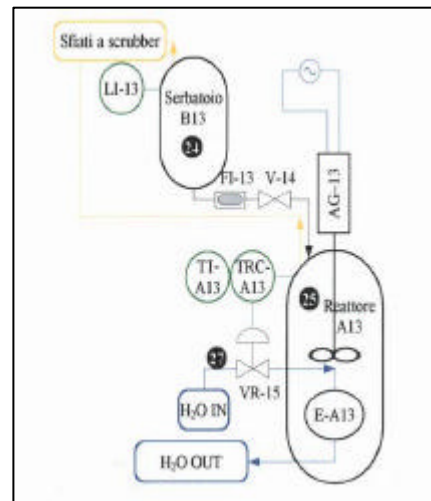 Sfiati a scrubber
LI-13
Serbatoio
B13
24
FI-13
V-14
AG-13
TI-
A13
TRC-
A13
25
Reattore
A13
27
H₂O IN
VR-15
E-A13
H₂O OUT